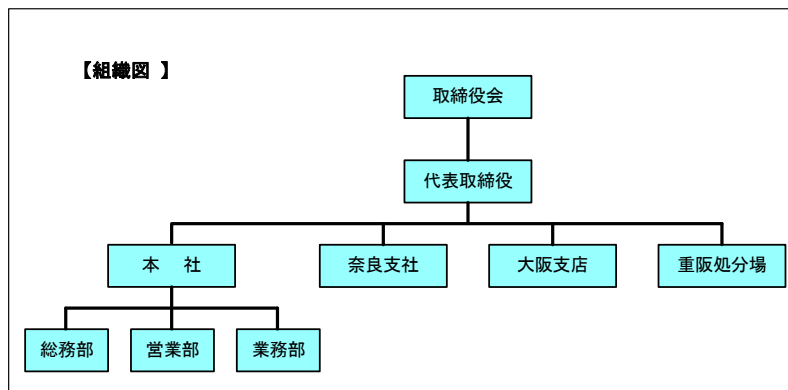 【組織図 】
取締役会
代表取締役
本　社
奈良支社
大阪支店
重阪処分場
総務部
営業部
業務部